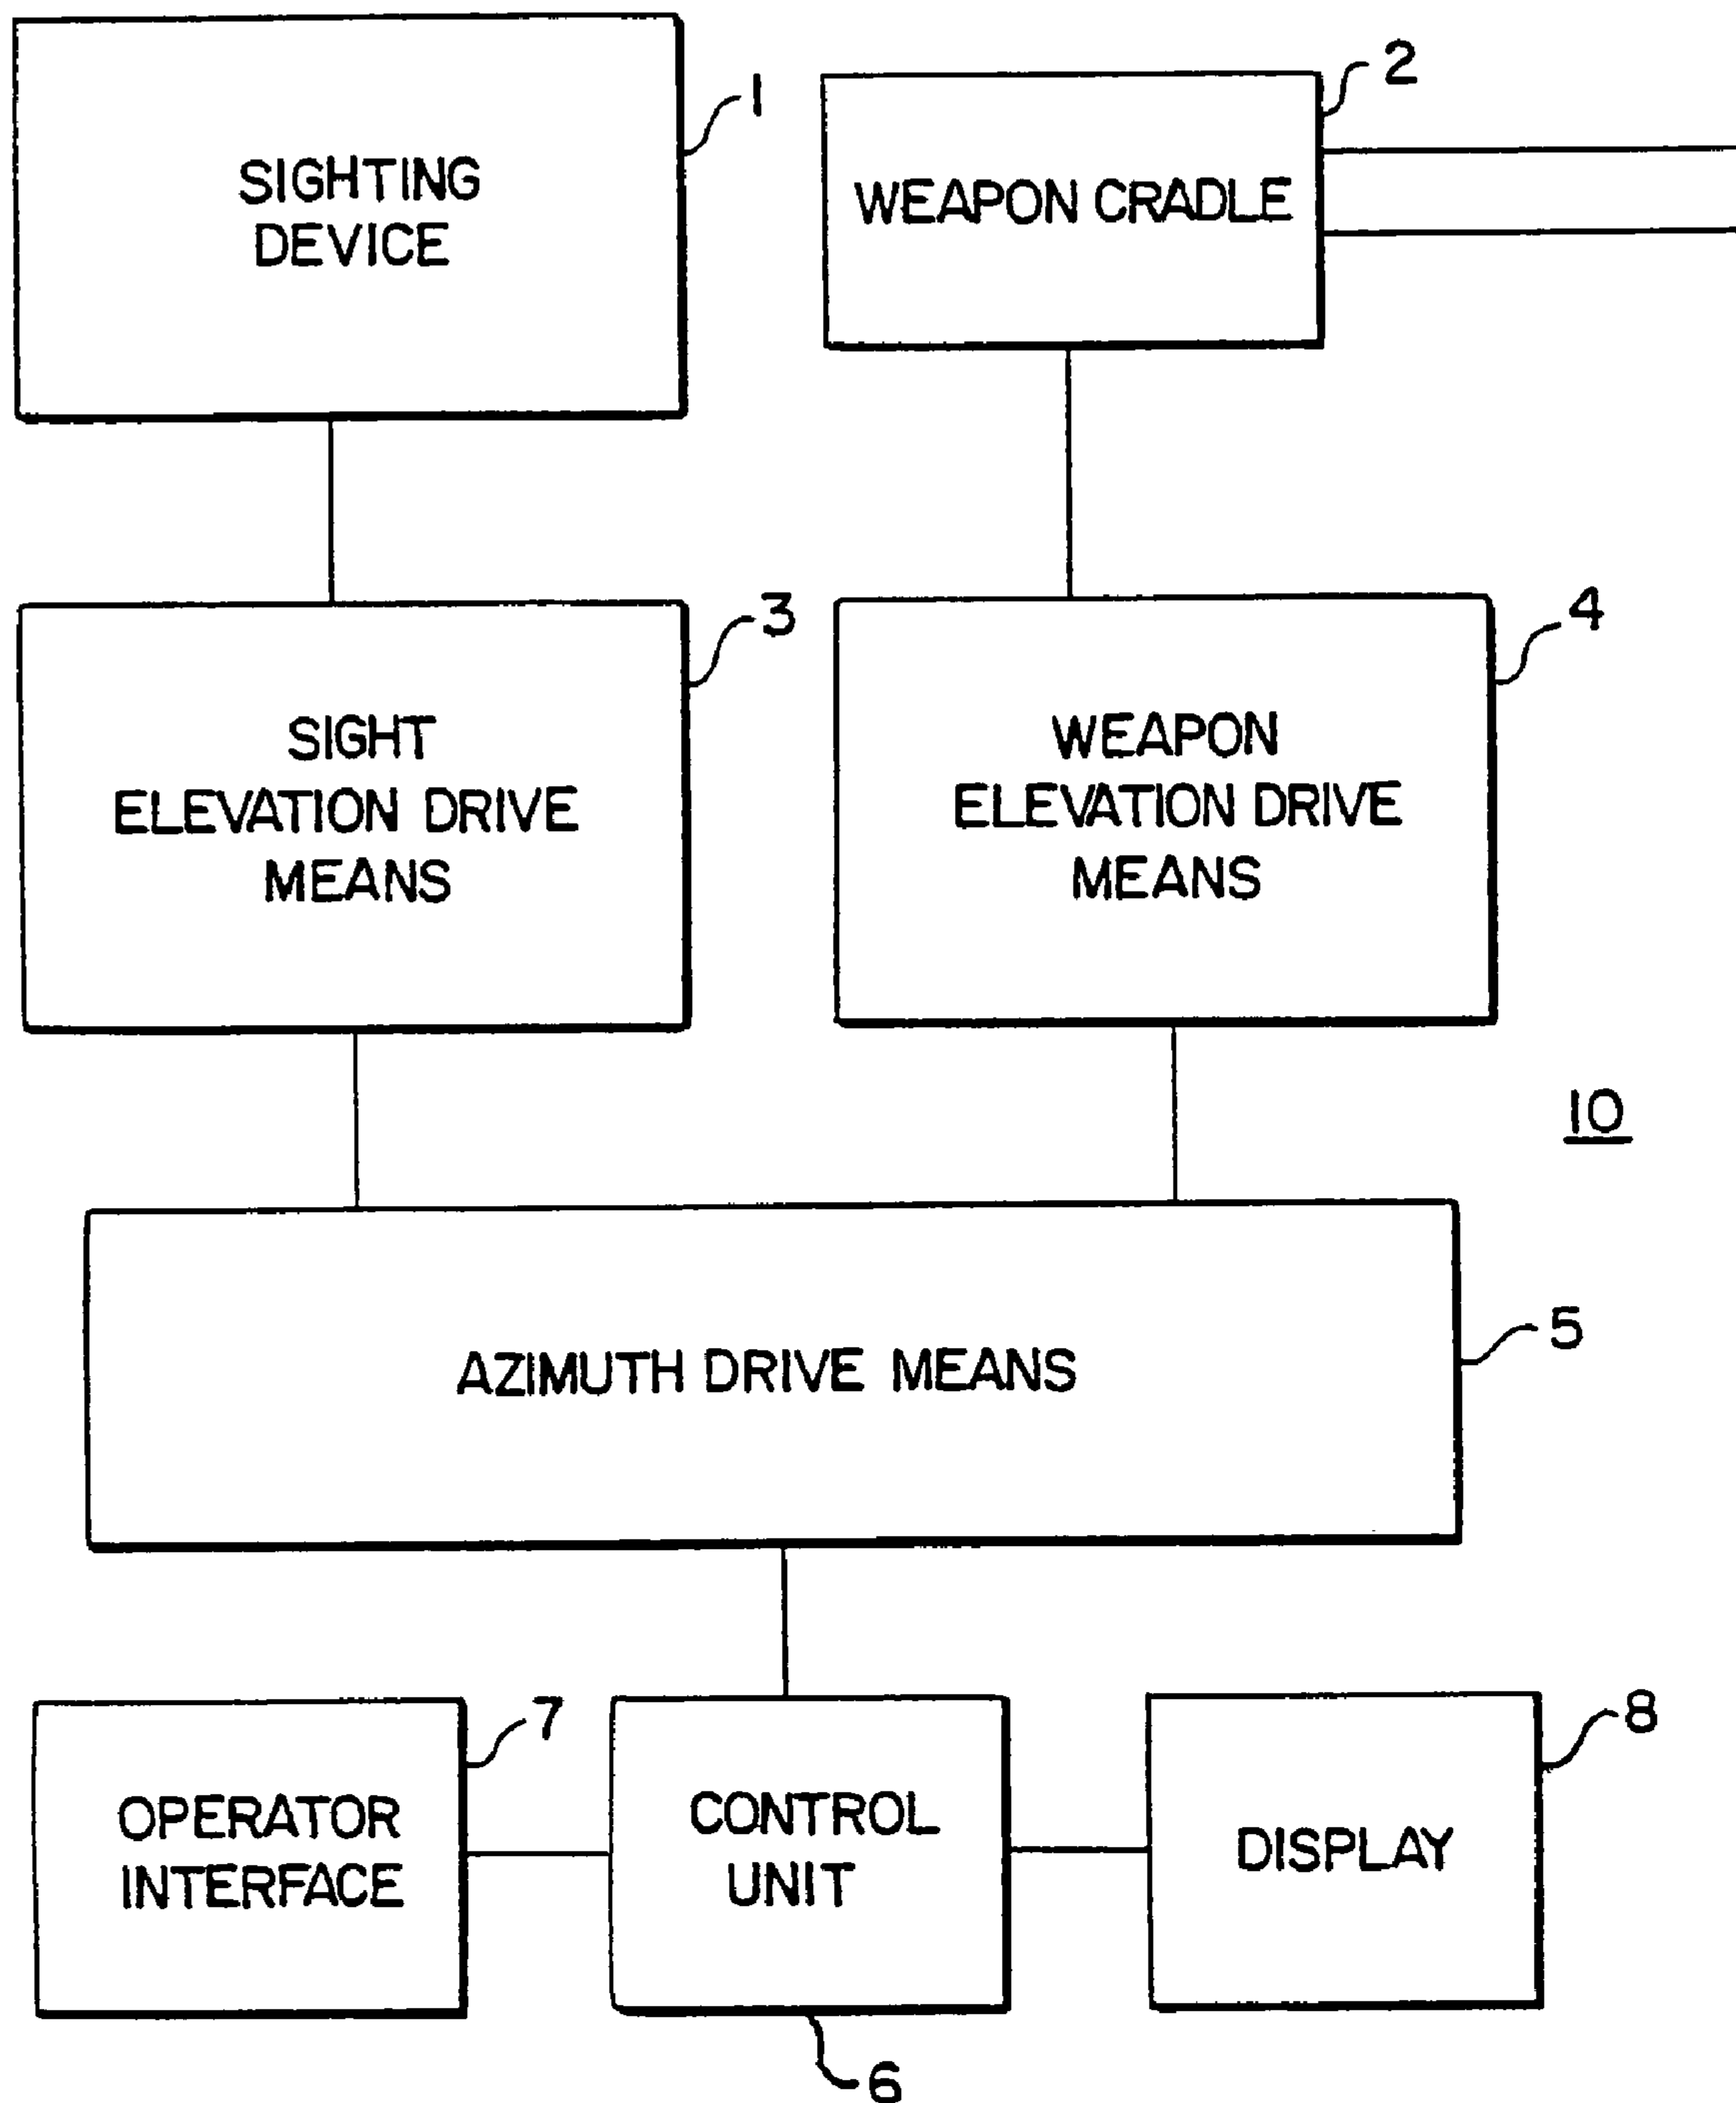 1
SIGHTING
DEVICE
2
WEAPON CRADLE
3
SIGHT
ELEVATION DRIVE
MEANS
4
WEAPON
ELEVATION DRIVE
MEANS
10
5
AZIMUTH DRIVE MEANS
7
OPERATOR
INTERFACE
CONTROL
UNIT
6
8
DISPLAY